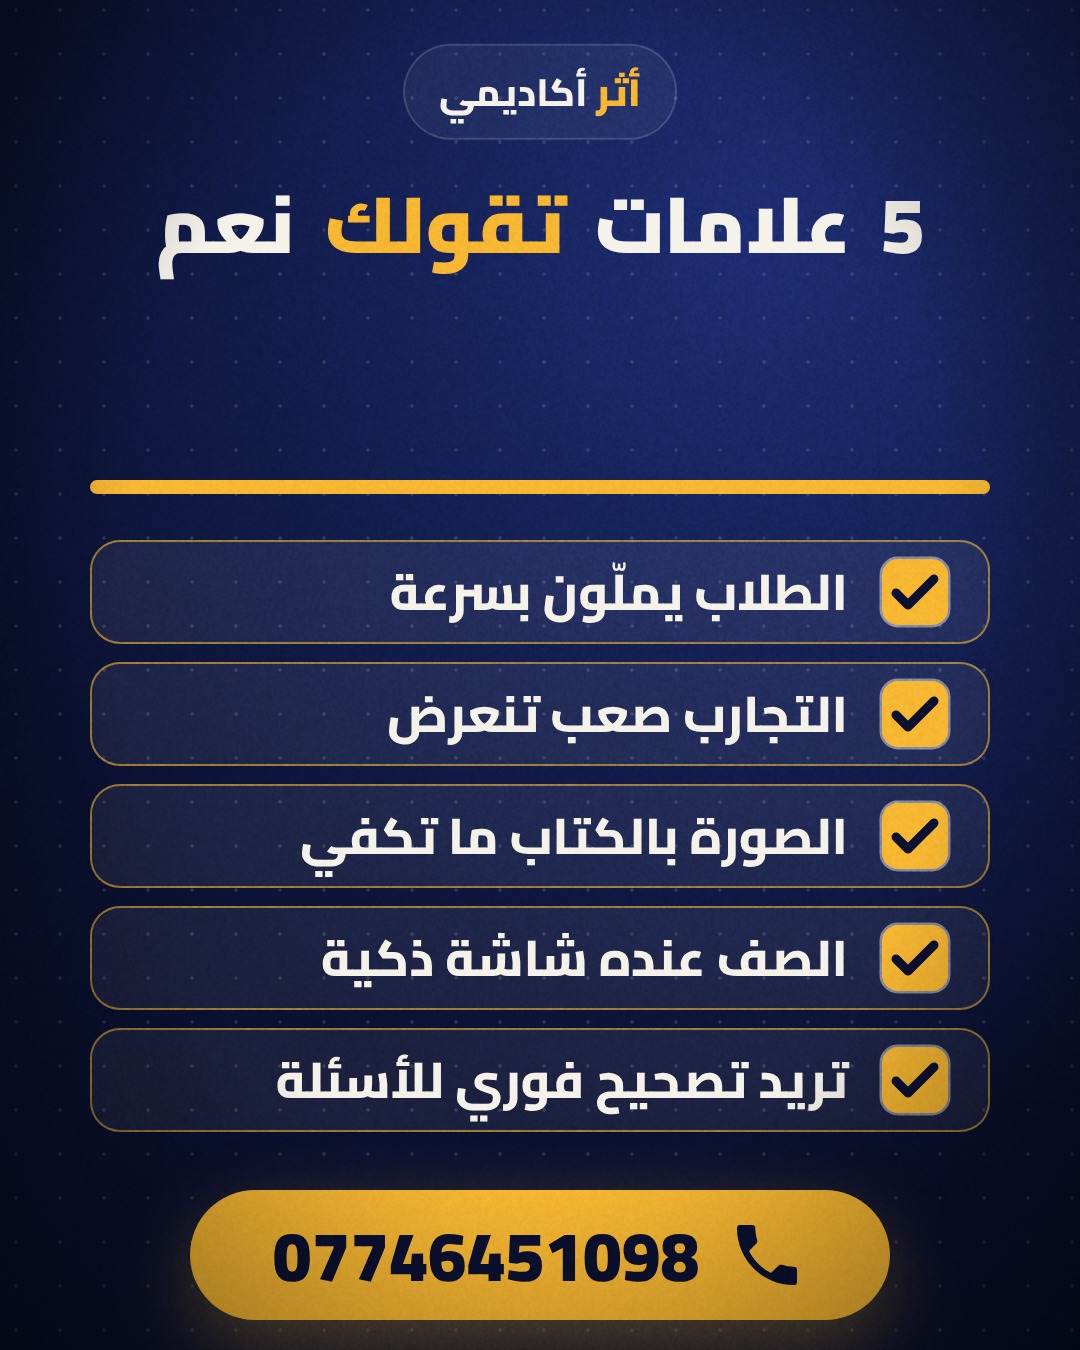 أثر أكاديمي
5 علامات تقولك نعم
الطلاب يملّون بسرعة
التجارب صعب تنعرض
الصورة بالكتاب ما تكفي
الصف عنده شاشة ذكية
تريد تصحيح فوري للأسئلة
07746451098